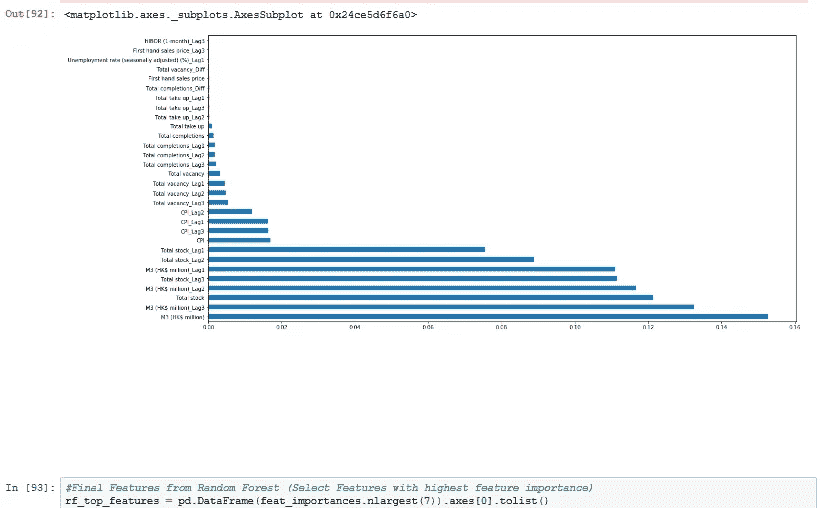 Out[92]: <matplotlib.axes._subplots.AxesSubplot at 0x24ce5d6f6a0>
HIBOR (1-month)_Lag3
First hand sales price_Lag3
Unemployment rate (seasonally adjusted) (%)_Lag1
Total vacancy_Diff
First hand sales price
Total completions_Diff
Total take up_Lag1
Total take up_Lag3
Total take up_Lag2
Total take up
Total completions
Total completions_Lag1
Total completions_Lag2
Total completions_Lag3
Total vacancy
Total vacancy_Lag1
Total vacancy_Lag2
Total vacancy_Lag3
CPI_Lag2
CPI_Lag1
CPI_Lag3
CPI
Total stock_Lag1
Total stock_Lag2
M3 (HK$ million)_Lag1
Total stock_Lag3
M3 (HK$ million)_Lag2
Total stock
M3 (HK$ million)_Lag3
M3 (HK$ million)
0.00 0.02 0.04 0.06 0.08 0.10 0.12 0.14 0.16
In [93]: #Final Features from Random Forest (Select Features with highest feature importance)
rf_top_features = pd.DataFrame(feat_importances.nlargest(7)).axes[0].tolist()